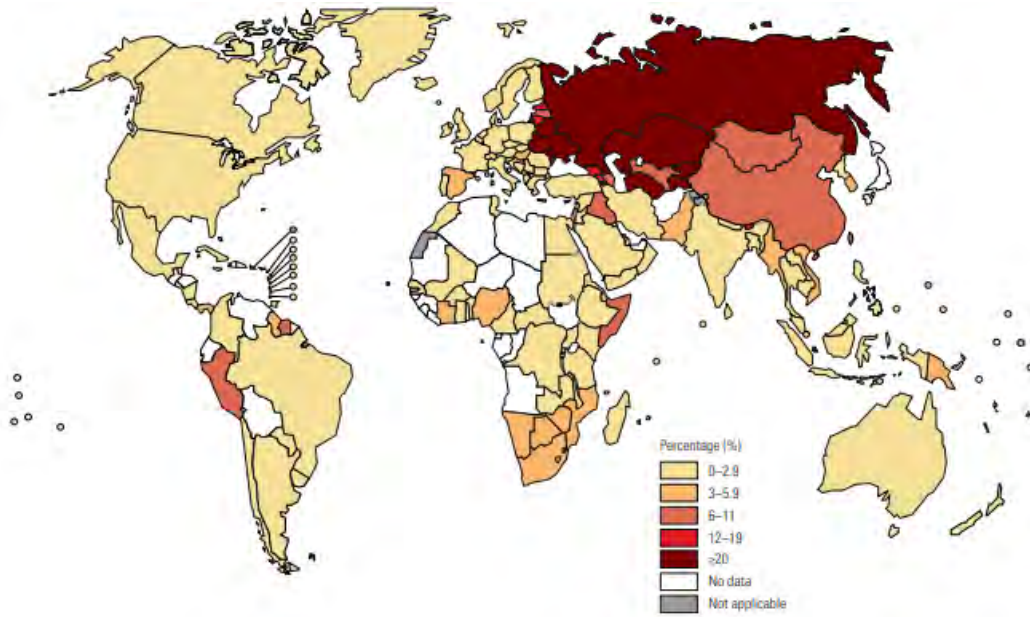 Percentage (%)
0–2.9
3–5.9
6–11
12–19
≥20
No data
Not applicable